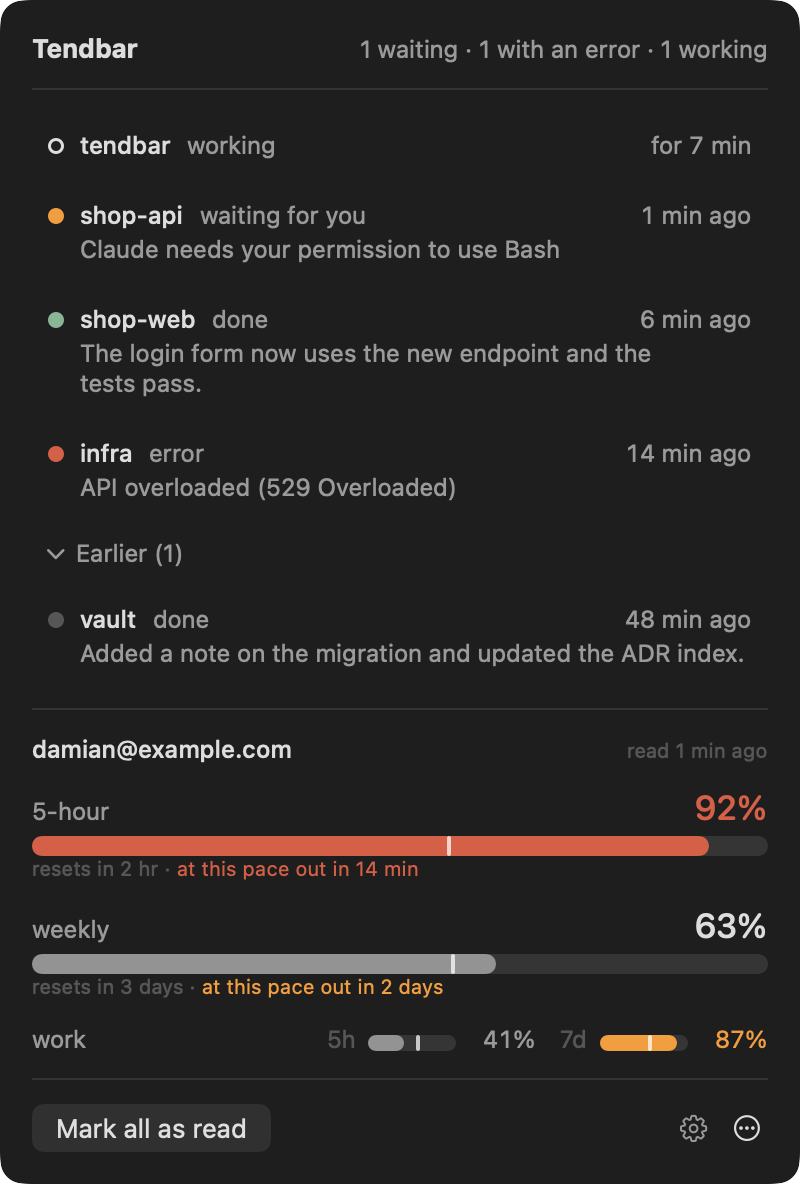 Tendbar 1 waiting · 1 with an error · 1 working
tendbar working for 7 min
shop-api waiting for you 1 min ago
Claude needs your permission to use Bash
shop-web done 6 min ago
The login form now uses the new endpoint and the
tests pass.
infra error 14 min ago
API overloaded (529 Overloaded)
Earlier (1)
vault done 48 min ago
Added a note on the migration and updated the ADR index.
damian@example.com read 1 min ago
5-hour 92%
resets in 2 hr · at this pace out in 14 min
weekly 63%
resets in 3 days · at this pace out in 2 days
work 5h 41% 7d 87%
Mark all as read